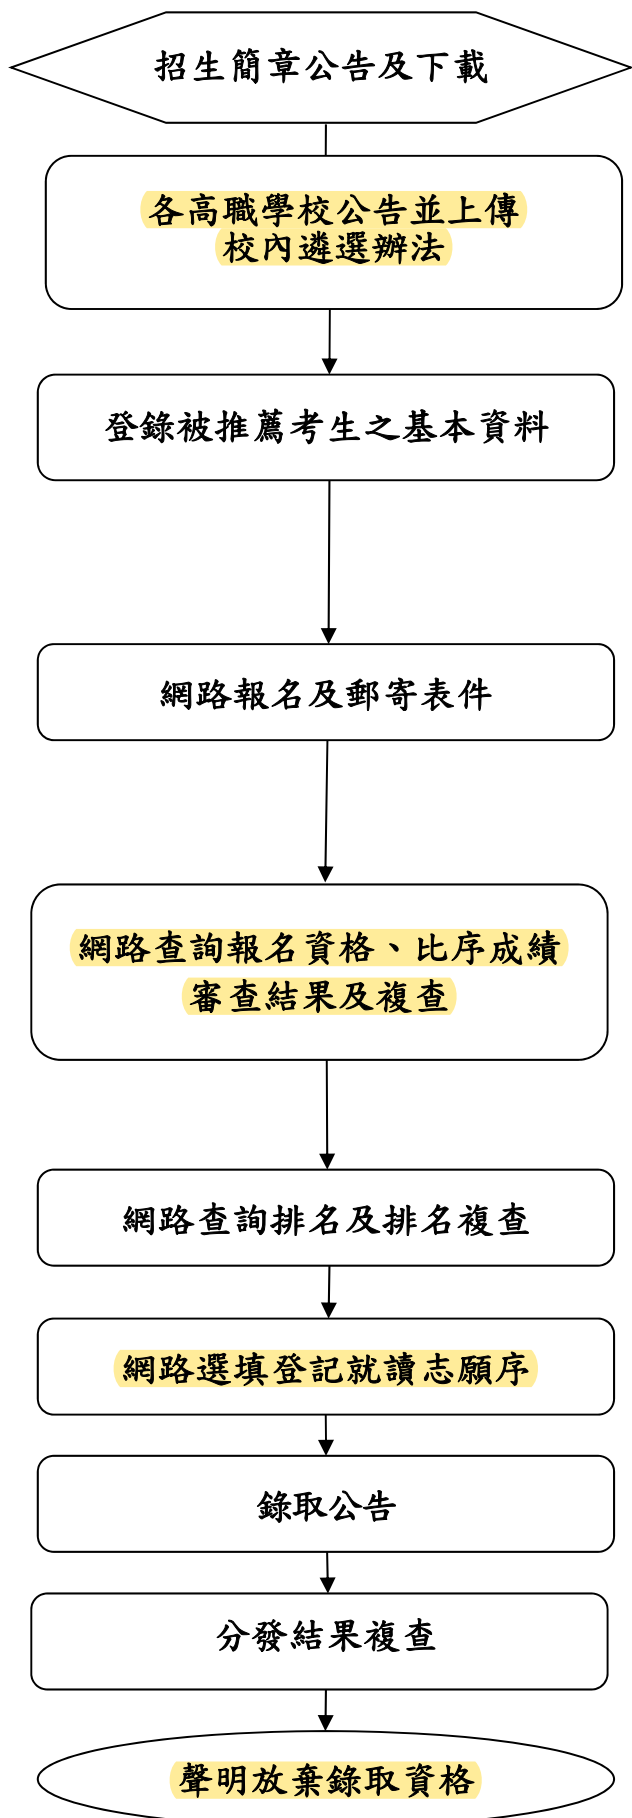 招生簡章公告及下載
各高職學校公告並上傳
校內遴選辦法
登錄被推薦考生之基本資料
網路報名及郵寄表件
網路查詢報名資格、比序成績
審查結果及複查
網路查詢排名及排名複查
網路選填登記就讀志願序
錄取公告
分發結果複查
聲明放棄錄取資格